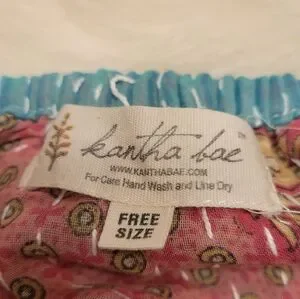 kantha bae
WWW.KANTHABAE.COM
For Care Hand Wash and Line Dry
FREE
SIZE